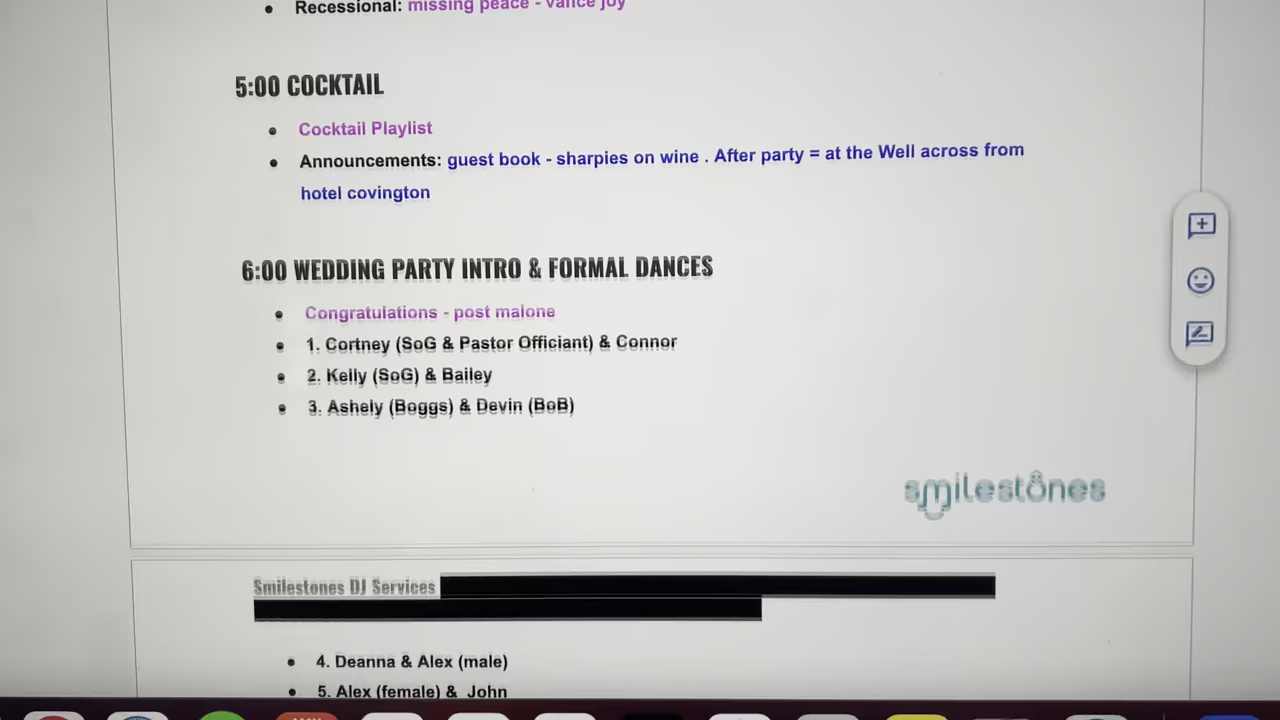 Recessional: missing peace - vance joy
5:00 COCKTAIL
Cocktail Playlist
Announcements: guest book - sharpies on wine . After party = at the Well across from
hotel covington
6:00 WEDDING PARTY INTRO & FORMAL DANCES
Congratulations - post malone
1. Cortney (SoG & Pastor Officiant) & Connor
2. Kelly (SoG) & Bailey
3. Ashely (Boggs) & Devin (BoB)
smilestones
Smilestones DJ Services
4. Deanna & Alex (male)
5. Alex (female) & John